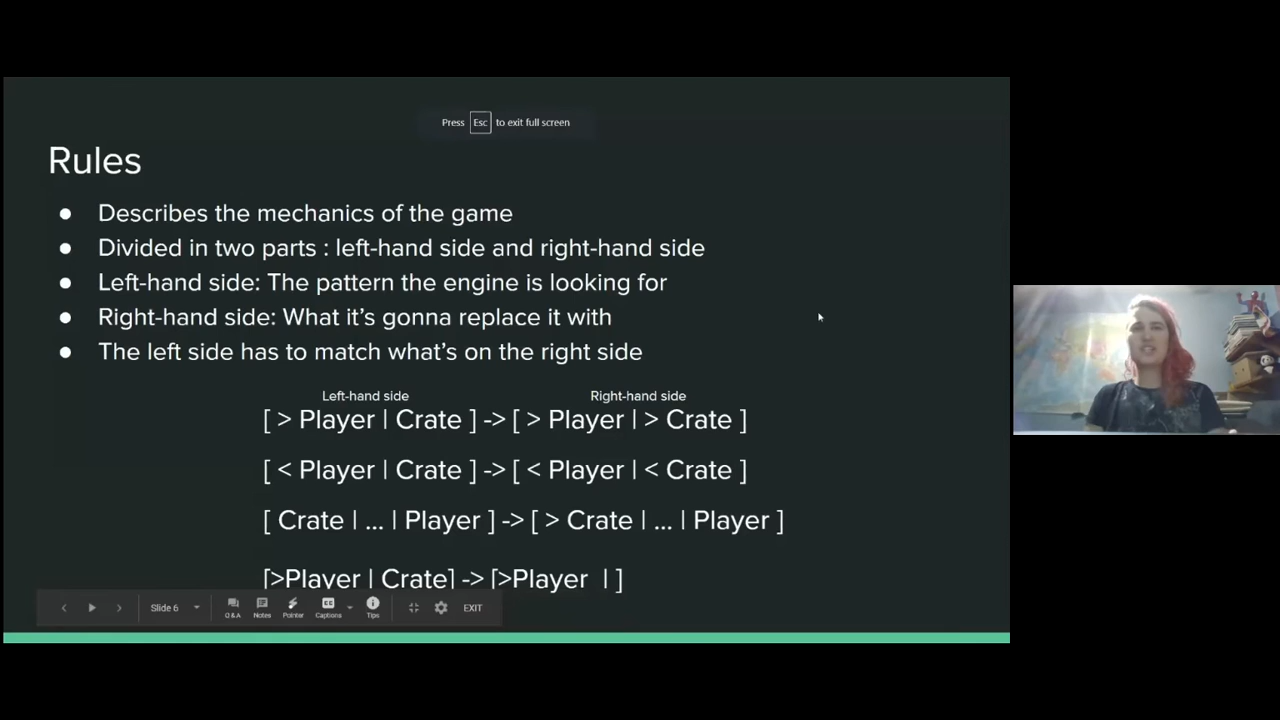 Press Esc to exit full screen
Rules
● Describes the mechanics of the game
● Divided in two parts : left-hand side and right-hand side
● Left-hand side: The pattern the engine is looking for
● Right-hand side: What it's gonna replace it with
● The left side has to match what's on the right side
Left-hand side Right-hand side
[ > Player | Crate ] -> [ > Player | > Crate ]
[ < Player | Crate ] -> [ < Player | < Crate ]
[ Crate | ... | Player ] -> [ > Crate | ... | Player ]
[>Player | Crate] -> [>Player | ]
Slide 6 Q & A Notes Pointer Captions Tips EXIT